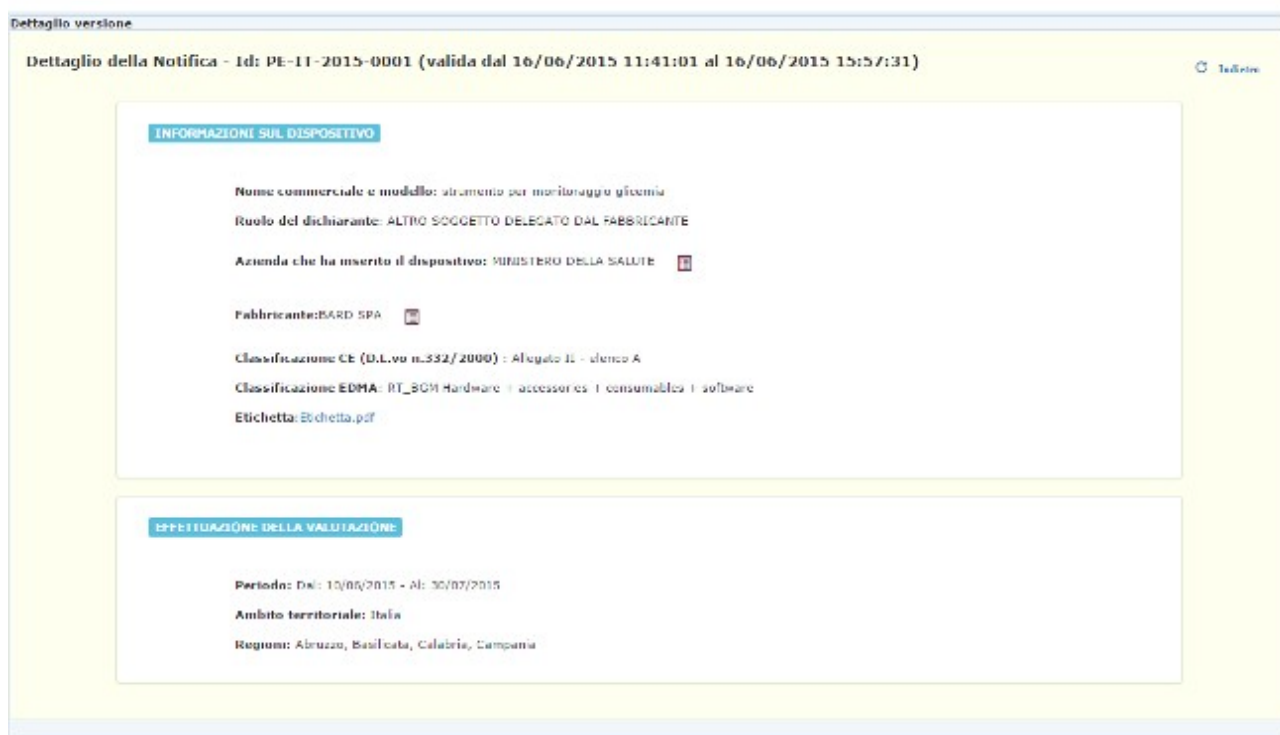 Dettaglio versione
Dettaglio della Notifica - Id: PE-IT-2015-0001 (valida dal 16/06/2015 11:41:01 al 16/06/2015 15:57:31)
Indietro
INFORMAZIONI SUL DISPOSITIVO
Nome commerciale e modello: strumento per monitoraggio glicemia
Ruolo del dichiarante: ALTRO SOGGETTO DELEGATO DAL FABBRICANTE
Azienda che ha inserito il dispositivo: MINISTERO DELLA SALUTE
Fabbricante:BARD SPA
Classificazione CE (D.L.vo n.332/2000) : Allegato II - elenco A
Classificazione EDMA: RT_BGM Hardware + accessories + consumables + software
Etichetta:Etichetta.pdf
EFFETTUAZIONE DELLA VALUTAZIONE
Periodo: Dal: 10/06/2015 - Al: 30/07/2015
Ambito territoriale: Italia
Regioni: Abruzzo, Basilicata, Calabria, Campania